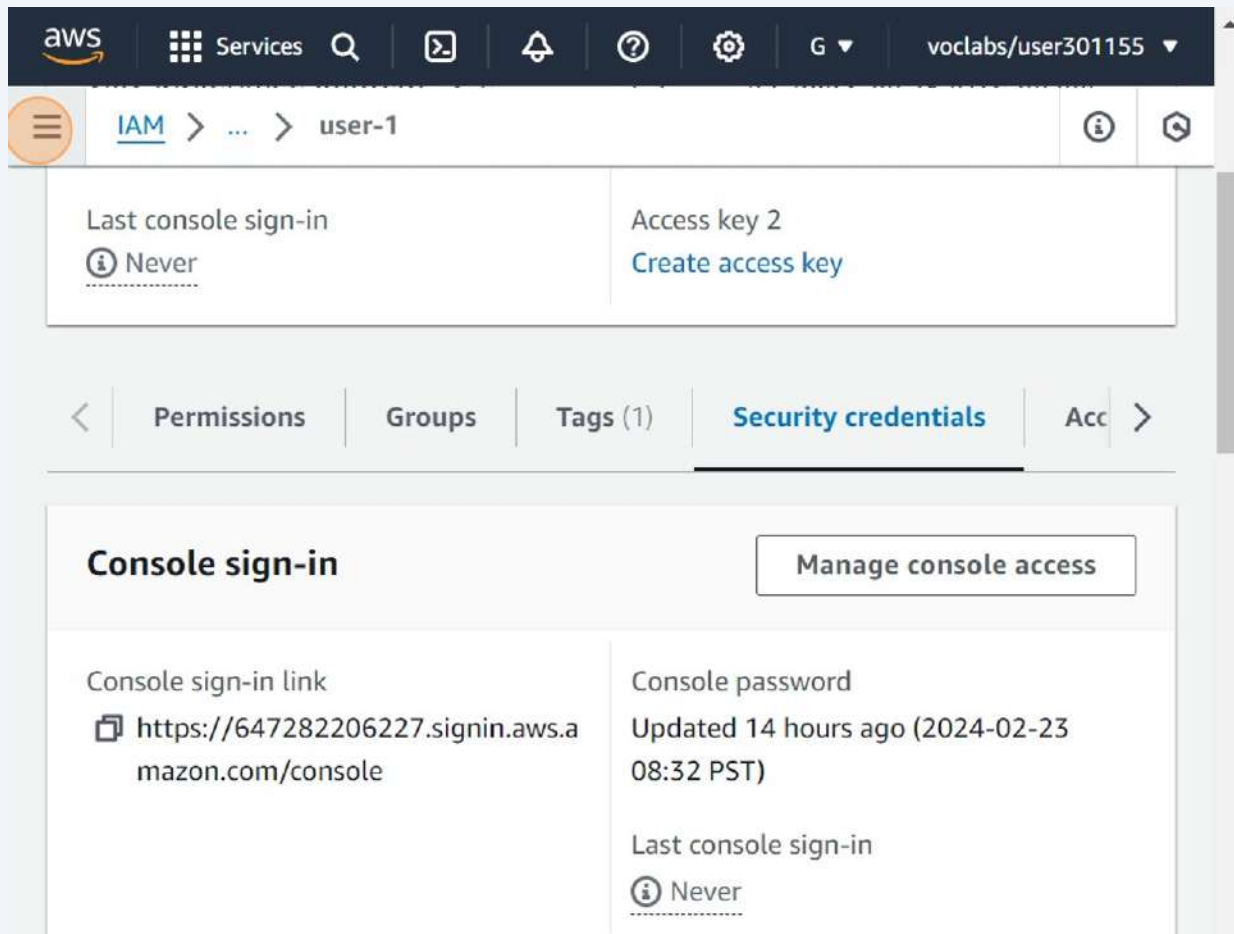 aws Services G voclabs/user301155
IAM > ... > user-1
Last console sign-in
Never
Access key 2
Create access key
Permissions Groups Tags (1) Security credentials Acc
Console sign-in
Manage console access
Console sign-in link
https://647282206227.signin.aws.a
mazon.com/console
Console password
Updated 14 hours ago (2024-02-23
08:32 PST)
Last console sign-in
Never